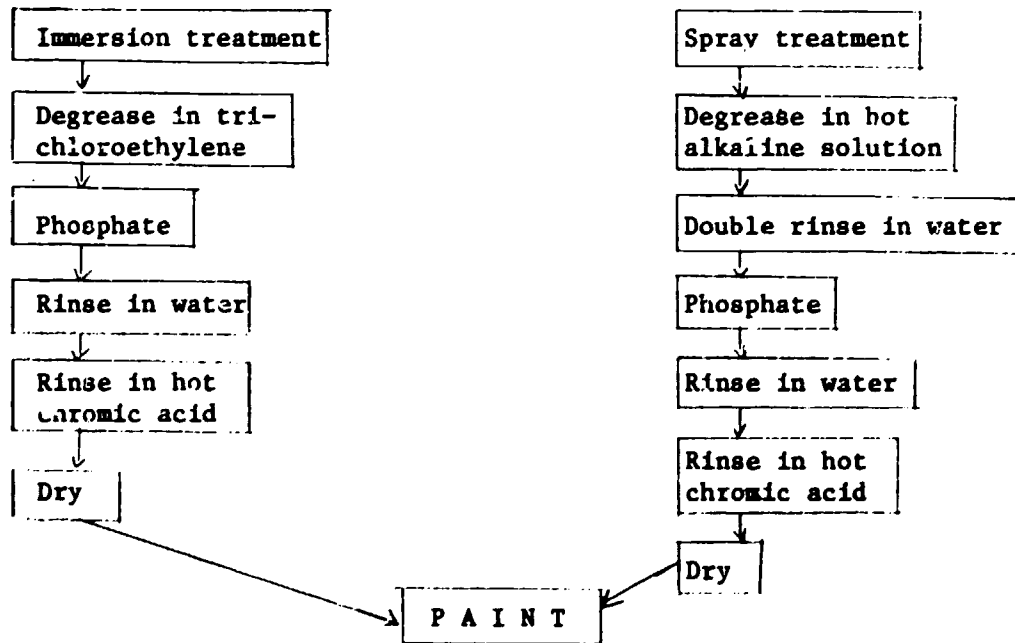 Immersion treatment
Degrease in tri-
chloroethylene
Phosphate
Rinse in water
Rinse in hot
chromic acid
Dry
Spray treatment
Degrease in hot
alkaline solution
Double rinse in water
Phosphate
Rinse in water
Rinse in hot
chromic acid
Dry
P A I N T